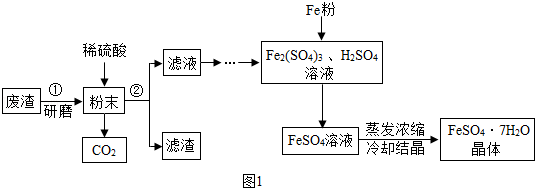 Fe粉
稀硫酸
滤液
…
Fe₂(SO₄)₃、H₂SO₄
溶液
废渣
①
研磨
粉末
②
CO₂
滤渣
FeSO₄溶液
蒸发浓缩
冷却结晶
FeSO₄·7H₂O
晶体
图1